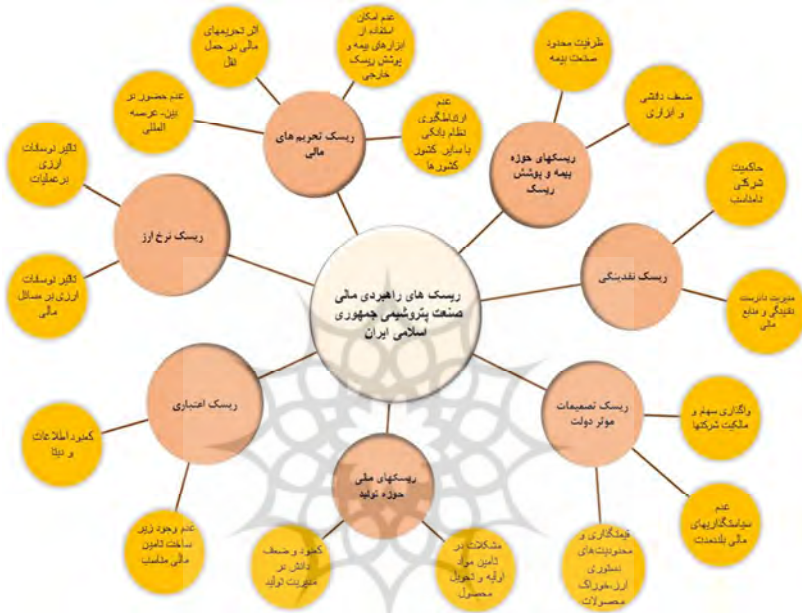 ریسک های راهبردی مالی
صنعت پتروشیمی جمهوری
اسلامی ایران
ریسک تحریم های
مالی
عدم حضور در
بین-عرصه
المللی
اثر تحریمهای
مالی در حمل
نقل
عدم امکان
استفاده از
ابزارهای بیمه و
پوشش ریسک
خارجی
عدم
ارتباطگیری
نظام بانکی
با سایر کشور
کشورها
ریسکهای حوزه
بیمه و پوشش
ریسک
ظرفیت محدود
صنعت بیمه
ضعف دانشی
و ابزاری
ریسک نقدینگی
حاکمیت
شرکتی
نامناسب
مدیریت نادرست
نقدینگی و منابع
مالی
ریسک تصمیمات
موثر دولت
واگذاری سهم و
مالکیت شرکتها
عدم
سیاستگذاریهای
مالی بلندمدت
قیمتگذاری و
محدودیت‌های
دستوری
ارز،خوراک
محصولات
ریسکهای مالی
حوزه تولید
مشکلات در
تامین مواد
اولیه و تحویل
محصول
کمبود و ضعف
دانش در
مدیریت تولید
ریسک اعتباری
عدم وجود زیر
ساخت تامین
مالی مناسب
کمبود اطلاعات
و دیتا
ریسک نرخ ارز
تاثیر نوسانات
ارزی بر مسائل
مالی
تاثیر نوسانات
ارزی
برعملیات